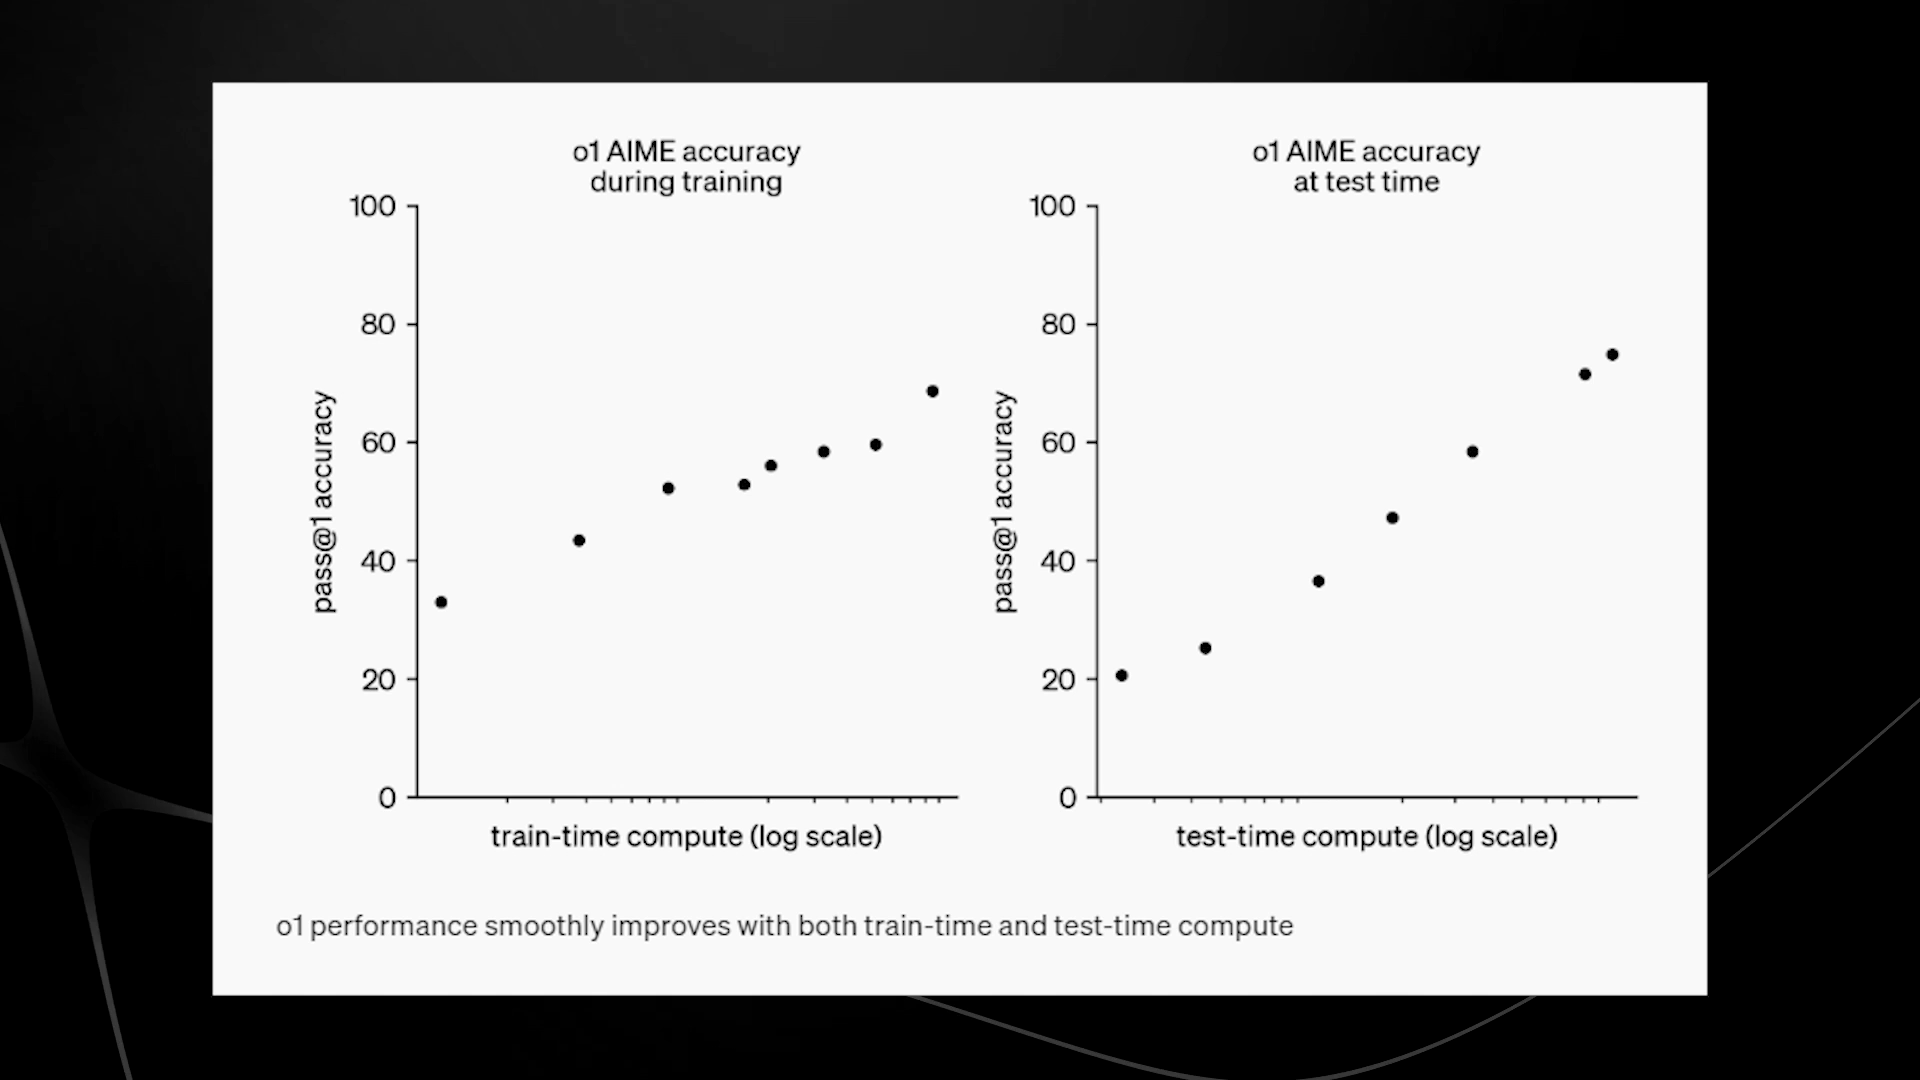 o1 AIME accuracy
during training
100
80
60
40
20
0
pass@1 accuracy
train-time compute (log scale)
o1 AIME accuracy
at test time
100
80
60
40
20
0
pass@1 accuracy
test-time compute (log scale)
o1 performance smoothly improves with both train-time and test-time compute